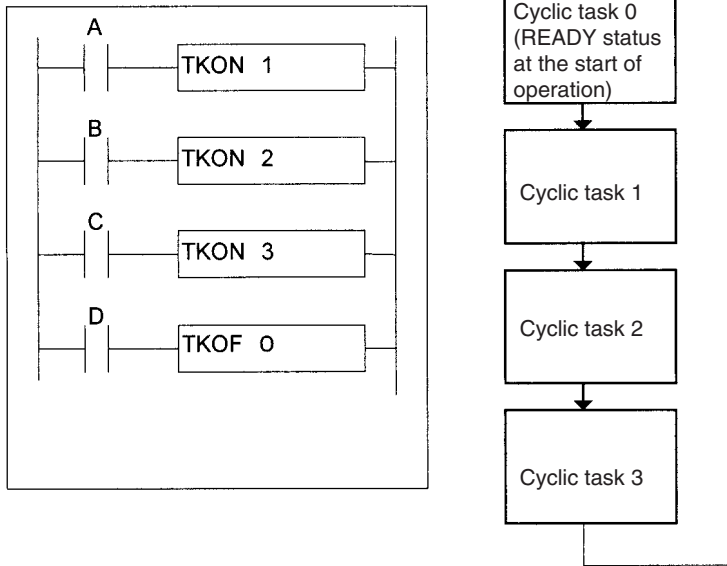 A
TKON 1
B
TKON 2
C
TKON 3
D
TKOF 0
Cyclic task 0
(READY status
at the start of
operation)
Cyclic task 1
Cyclic task 2
Cyclic task 3